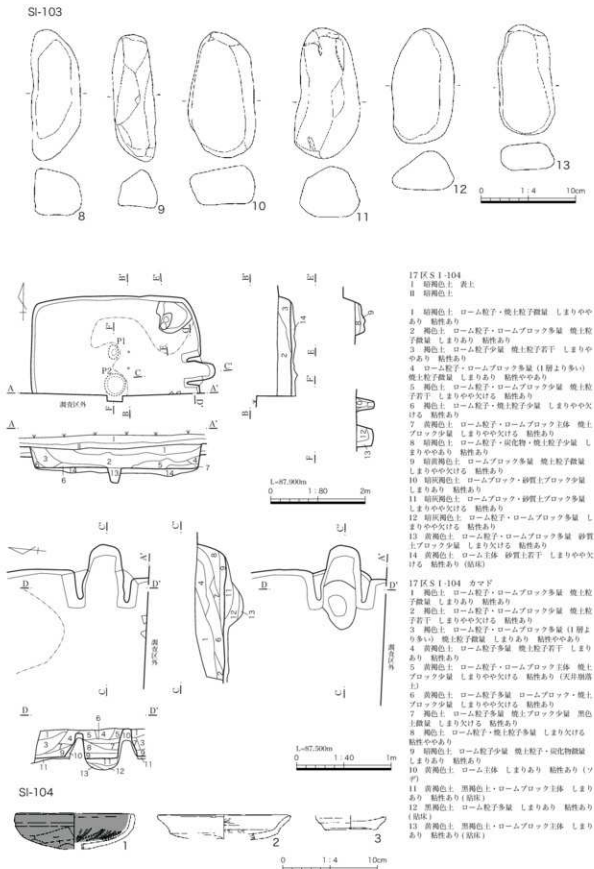 SI-103
8
9
10
11
12
13
0 1:4 10cm
17区SI-104
I 暗褐色土 表土
II 暗褐色土
1 暗褐色土 ローム粒子・焼土粒子微量 しまりやや
あり 粘性あり
2 褐色土 ローム粒子・ロームブロック多量 焼土粒
子微量 しまりあり 粘性あり
3 褐色土 ローム粒子少量 焼土粒子若干 しまりや
やあり 粘性あり
4 ローム粒子・ロームブロック多量(1層より多い)
焼土粒子微量 しまりあり 粘性ややあり
5 褐色土 ローム粒子・ロームブロック少量 焼土粒
子若干 しまりやや欠ける 粘性あり
6 褐色土 ローム粒子・焼土粒子少量 しまりやや欠
ける 粘性あり
7 黄褐色土 ローム粒子・ロームブロック主体 焼土
ブロック少量 しまりやや欠ける 粘性あり
8 暗褐色土 ローム粒子・炭化物・焼土粒子少量 し
まりややあり 粘性あり
9 暗黄褐色土 ロームブロック多量 焼土粒子微量
しまりやや欠ける 粘性あり
10 暗灰褐色土 ロームブロック・砂質土ブロック少量
しまりあり 粘性あり
11 暗灰褐色土 ロームブロック・砂質土ブロック多量
しまりあり 粘性あり
12 暗灰褐色土 ローム粒子・ロームブロック多量 し
まりやや欠ける 粘性あり
13 黄褐色土 ローム粒子・ロームブロック多量 砂質
土ブロック少量 しまり欠ける 粘性あり
14 黄褐色土 ローム主体 砂質土若干 しまりやや欠
ける 粘性あり(貼床)
P1
P2
調査区外
L=87.900m
0 1:80 2m
17区SI-104 カマド
1 褐色土 ローム粒子・ロームブロック多量 焼土粒
子微量 しまりあり 粘性あり
2 褐色土 ローム粒子・ロームブロック少量 焼土粒
子若干 しまりやや欠ける 粘性あり
3 褐色土 ローム粒子・ロームブロック多量(1層よ
り多い) 焼土粒子微量 しまりあり 粘性ややあり
4 黄褐色土 ローム粒子多量 焼土粒子若干 しまり
あり 粘性あり
5 黄褐色土 ローム粒子・ロームブロック主体 焼土
ブロック少量 しまりやや欠ける 粘性あり(天井崩落
土)
6 黄褐色土 ローム粒子多量 ロームブロック・焼土
ブロック少量 しまりやや欠ける 粘性あり
7 褐色土 ローム粒子多量 焼土ブロック少量 黒色
土微量 しまり欠ける 粘性あり
8 褐色土 ローム粒子・焼土粒子多量 しまり欠ける
粘性ややあり
9 暗褐色土 ローム粒子少量 焼土粒子・炭化物微量
しまりやや欠ける 粘性あり
10 黄褐色土 ローム主体 しまりあり 粘性あり(ソ
デ)
11 黄褐色土 黒褐色土・ローム粒子主体 しまり
あり 粘性あり(貼床)
12 黒褐色土 ローム粒子多量 しまりあり 粘性あり
(貼床)
13 黄褐色土 黒褐色土・ロームブロック主体 しまり
あり 粘性あり(貼床)
調査区外
調査区外
L=87.500m
0 1:40 1m
SI-104
1
2
3
0 1:4 10cm